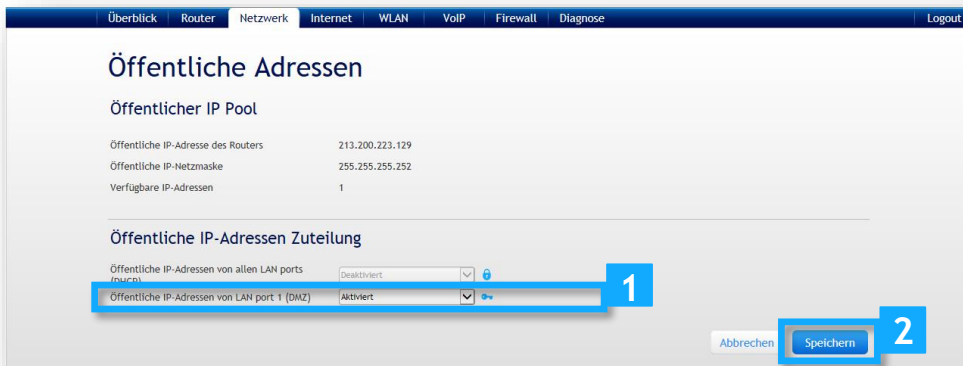 Überblick Router Netzwerk Internet WLAN VoIP Firewall Diagnose Logout
Öffentliche Adressen
Öffentlicher IP Pool
Öffentliche IP-Adresse des Routers 213.200.223.129
Öffentliche IP-Netzmaske 255.255.255.252
Verfügbare IP-Adressen 1
Öffentliche IP-Adressen Zuteilung
Öffentliche IP-Adressen von allen LAN ports Deaktiviert
(DHCP)
Öffentliche IP-Adressen von LAN port 1 (DMZ) Aktiviert
1
Abbrechen Speichern 2